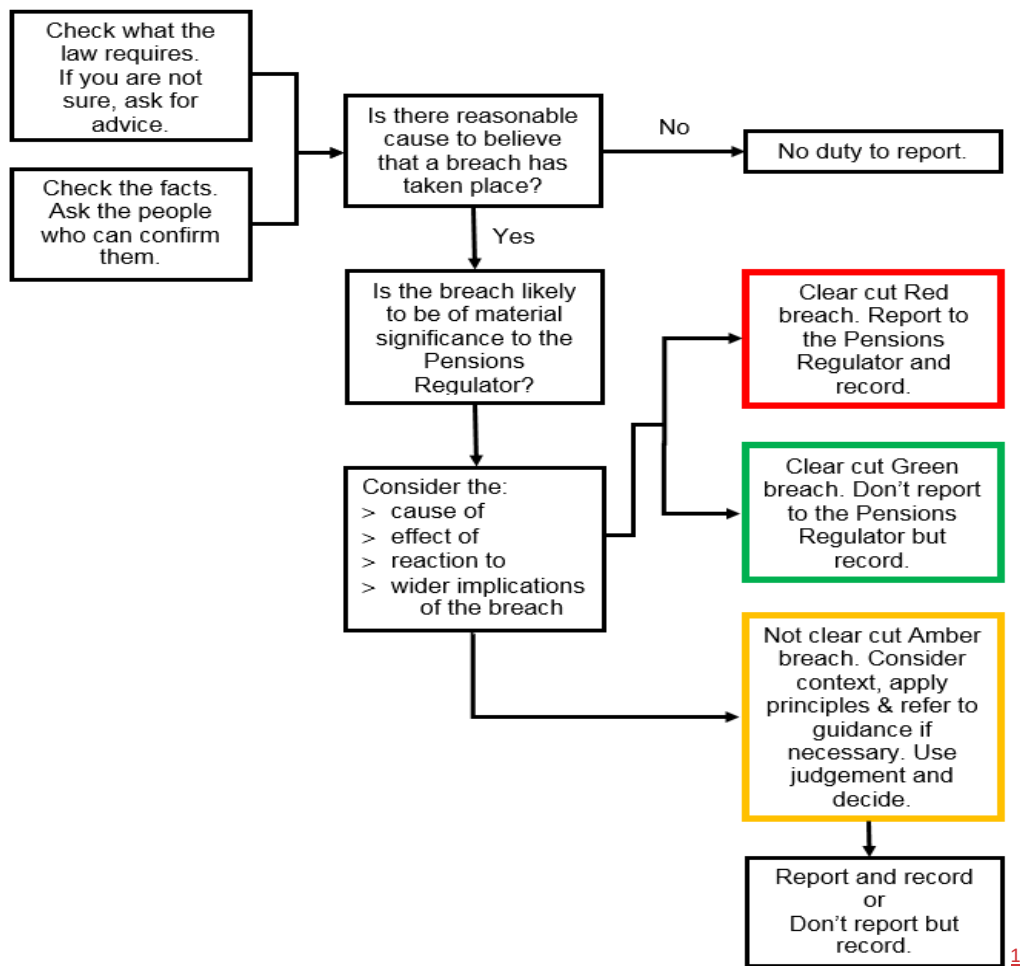 Check what the
law requires.
If you are not
sure, ask for
advice.
Check the facts.
Ask the people
who can confirm
them.
Is there reasonable
cause to believe
that a breach has
taken place?
No
No duty to report.
Yes
Is the breach likely
to be of material
significance to the
Pensions
Regulator?
Clear cut Red
breach. Report to
the Pensions
Regulator and
record.
Consider the:
> cause of
> effect of
> reaction to
> wider implications
of the breach
Clear cut Green
breach. Don’t report
to the Pensions
Regulator but
record.
Not clear cut Amber
breach. Consider
context, apply
principles & refer to
guidance if
necessary. Use
judgement and
decide.
Report and record
or
Don’t report but
record.
1